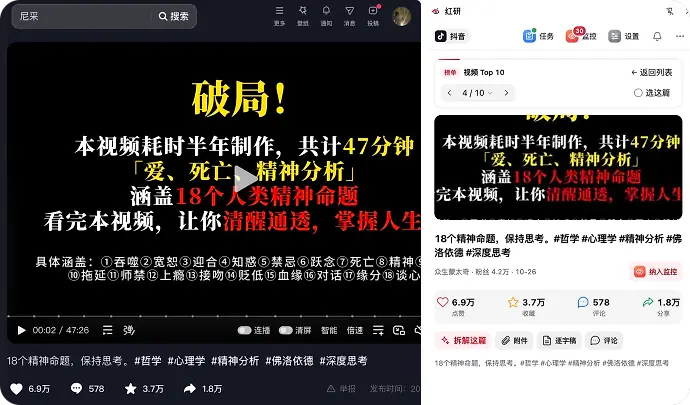 尼采
搜索
更多
壁纸
通知
消息
投稿
破局！
本视频耗时半年制作，共计47分钟
「爱、死亡、精神分析」
涵盖18个人类精神命题
看完本视频，让你清醒通透，掌握人生
具体涵盖：①吞噬②宽恕③迎合④知惑⑤禁忌⑥跃念⑦死亡⑧精神⑨
⑩拖延⑪师禁⑫上瘾⑬接吻⑭贬低⑮血缘⑯对话⑰缘分⑱谈心
00:02 / 47:26
连播
清屏
智能
倍速
18个精神命题，保持思考。#哲学 #心理学 #精神分析 #佛洛依德 #深度思考
6.9万
578
3.7万
1.8万
举报
发布时间：20
红研
抖音
任务
30
监控
设置
榜单
视频 Top 10
← 返回列表
4 / 10
选这篇
破局！
本视频耗时半年制作，共计47分钟
「爱、死亡、精神分析」
涵盖18个人类精神命题
完本视频，让你清醒通透，掌握人生
18个精神命题，保持思考。#哲学 #心理学 #精神分析 #佛洛依德 #深度思考
众生蒙太奇 · 粉丝 4.2万 · 10-26
纳入监控
6.9万
点赞
3.7万
收藏
578
评论
1.8万
分享
拆解这篇
附件
逐字稿
评论
18个精神命题，保持思考。#哲学 #心理学 #精神分析 #佛洛依德 #深度思考